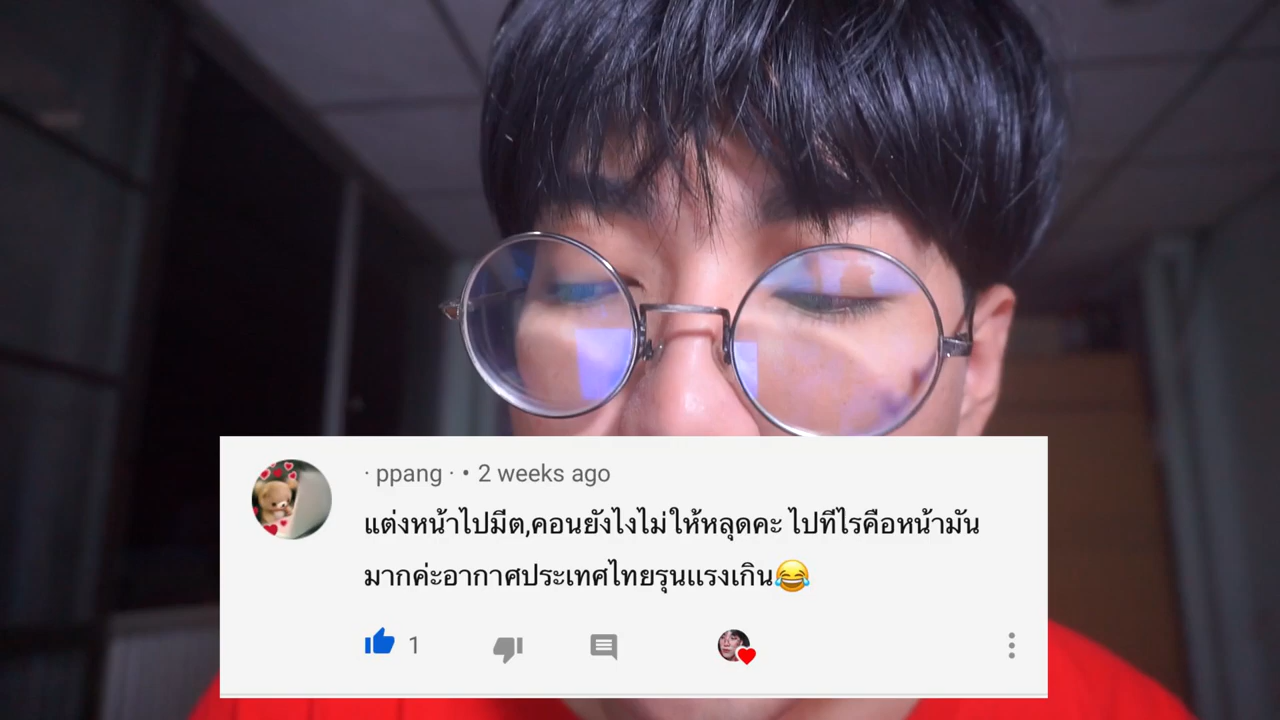 · ppang · • 2 weeks ago
แต่งหน้าไปมีต,คอนยังไงไม่ให้หลุดคะ ไปทีไรคือหน้ามัน
มากค่ะอากาศประเทศไทยรุนแรงเกิน😂
1